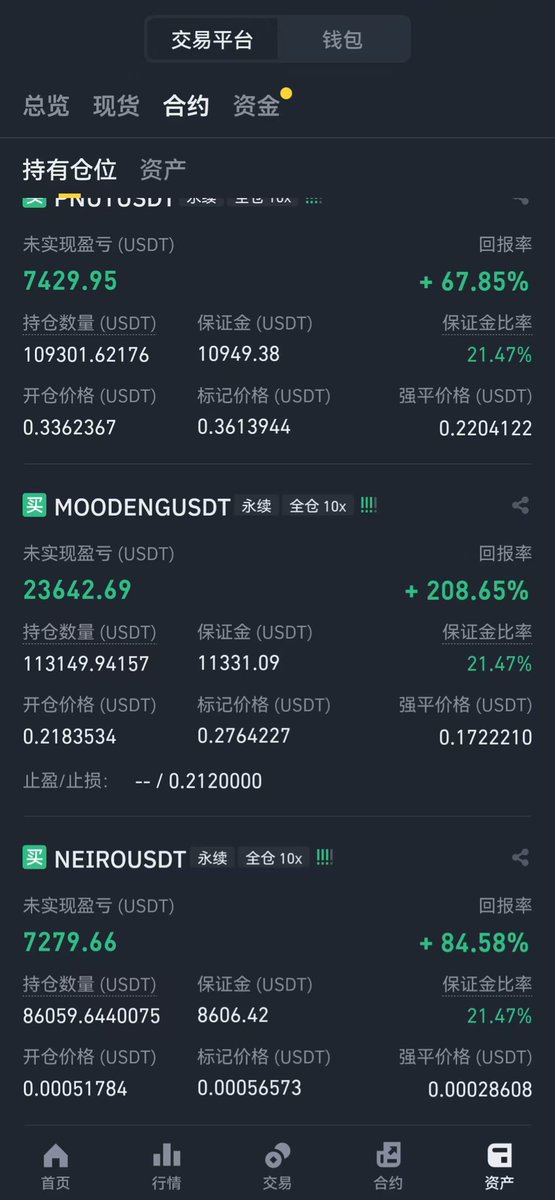 交易平台 钱包
总览 现货 合约 资金
持有仓位 资产
买 PNUTUSDT 永续 全仓 10x
未实现盈亏 (USDT) 回报率
7429.95 + 67.85%
持仓数量 (USDT) 保证金 (USDT) 保证金比率
109301.62176 10949.38 21.47%
开仓价格 (USDT) 标记价格 (USDT) 强平价格 (USDT)
0.3362367 0.3613944 0.2204122
买 MOODENGUSDT 永续 全仓 10x
未实现盈亏 (USDT) 回报率
23642.69 + 208.65%
持仓数量 (USDT) 保证金 (USDT) 保证金比率
113149.94157 11331.09 21.47%
开仓价格 (USDT) 标记价格 (USDT) 强平价格 (USDT)
0.2183534 0.2764227 0.1722210
止盈/止损: -- / 0.2120000
买 NEIROUSDT 永续 全仓 10x
未实现盈亏 (USDT) 回报率
7279.66 + 84.58%
持仓数量 (USDT) 保证金 (USDT) 保证金比率
86059.6440075 8606.42 21.47%
开仓价格 (USDT) 标记价格 (USDT) 强平价格 (USDT)
0.00051784 0.00056573 0.00028608
首页 行情 交易 合约 资产